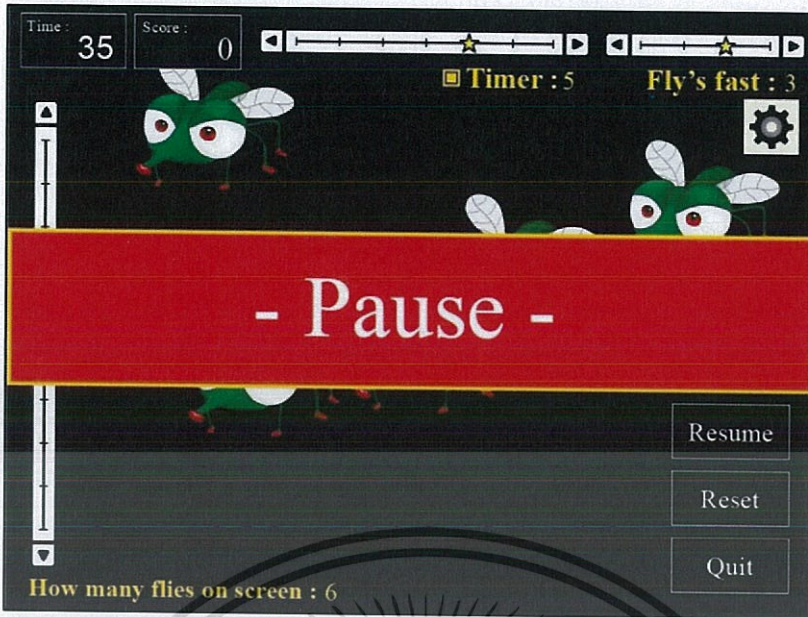 Time :
35
Score :
0
Timer : 5
Fly's fast : 3
- Pause -
Resume
Reset
Quit
How many flies on screen : 6